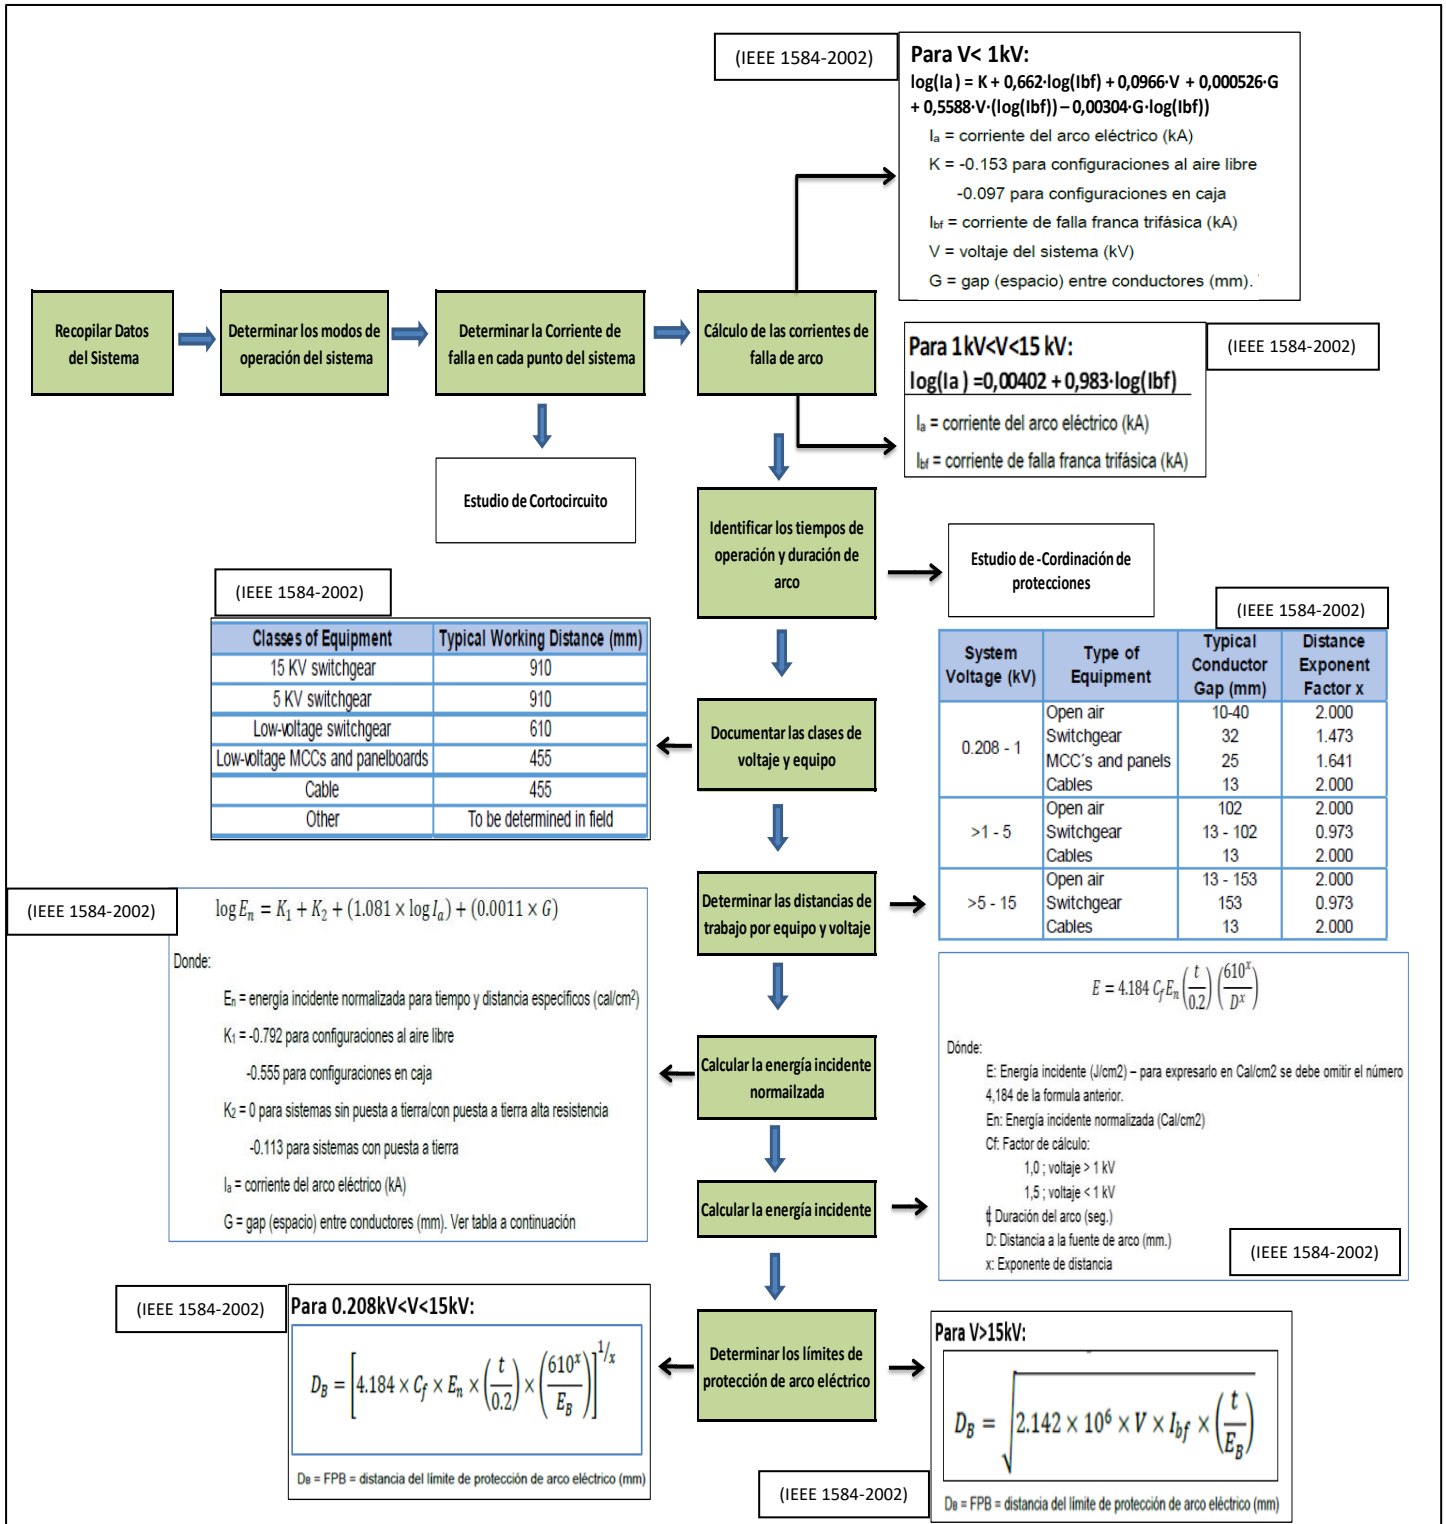 (IEEE 1584-2002)
Para V< 1kV:
log(Ia) = K + 0,662·log(Ibf) + 0,0966·V + 0,000526·G
+ 0,5588·V·(log(Ibf)) – 0,00304·G·log(Ibf))
Iₐ = corriente del arco eléctrico (kA)
K = -0.153 para configuraciones al aire libre
-0.097 para configuraciones en caja
Ibf = corriente de falla franca trifásica (kA)
V = voltaje del sistema (kV)
G = gap (espacio) entre conductores (mm).
Recopilar Datos
del Sistema
Determinar los modos de
operación del sistema
Determinar la Corriente de
falla en cada punto del sistema
Cálculo de las corrientes de
falla de arco
Para 1kV<V<15 kV:
log(Ia ) =0,00402 + 0,983·log(Ibf)
Iₐ = corriente del arco eléctrico (kA)
Ibf = corriente de falla franca trifásica (kA)
(IEEE 1584-2002)
Estudio de Cortocircuito
Identificar los tiempos de
operación y duración de
arco
Estudio de -Cordinación de
protecciones
(IEEE 1584-2002)
Classes of Equipment Typical Working Distance (mm)
15 KV switchgear 910
5 KV switchgear 910
Low-voltage switchgear 610
Low-voltage MCCs and panelboards 455
Cable 455
Other To be determined in field
Documentar las clases de
voltaje y equipo
(IEEE 1584-2002)
System
Voltage (kV)
Type of
Equipment
Typical
Conductor
Gap (mm)
Distance
Exponent
Factor x
0.208 - 1
Open air 10-40 2.000
Switchgear 32 1.473
MCC´s and panels 25 1.641
Cables 13 2.000
>1 - 5
Open air 102 2.000
Switchgear 13 - 102 0.973
Cables 13 2.000
>5 - 15
Open air 13 - 153 2.000
Switchgear 153 0.973
Cables 13 2.000
Determinar las distancias de
trabajo por equipo y voltaje
(IEEE 1584-2002)
log Eₙ = K₁ + K₂ + (1.081 × log Iₐ) + (0.0011 × G)
Donde:
Eₙ = energía incidente normalizada para tiempo y distancia específicos (cal/cm²)
K₁ = -0.792 para configuraciones al aire libre
-0.555 para configuraciones en caja
K₂ = 0 para sistemas sin puesta a tierra/con puesta a tierra alta resistencia
-0.113 para sistemas con puesta a tierra
Iₐ = corriente del arco eléctrico (kA)
G = gap (espacio) entre conductores (mm). Ver tabla a continuación
Calcular la energía incidente
normailzada
E = 4.184 C_f Eₙ (t/0.2) (610ˣ/Dˣ)
Dónde:
E: Energía incidente (J/cm2) – para expresarlo en Cal/cm2 se debe omitir el número
4,184 de la formula anterior.
En: Energía incidente normalizada (Cal/cm2)
Cf: Factor de cálculo:
1,0 ; voltaje > 1 kV
1,5 ; voltaje < 1 kV
t: Duración del arco (seg.)
D: Distancia a la fuente de arco (mm.)
x: Exponente de distancia
(IEEE 1584-2002)
Calcular la energía incidente
(IEEE 1584-2002)
Para 0.208kV<V<15kV:
D_B = [4.184 × C_f × Eₙ × (t/0.2) × (610ˣ/E_B)]^1/x
D_B = FPB = distancia del límite de protección de arco eléctrico (mm)
Determinar los límites de
protección de arco eléctrico
Para V>15kV:
D_B = √(2.142 × 10⁶ × V × I_bf × (t/E_B))
D_B = FPB = distancia del límite de protección de arco eléctrico (mm)
(IEEE 1584-2002)